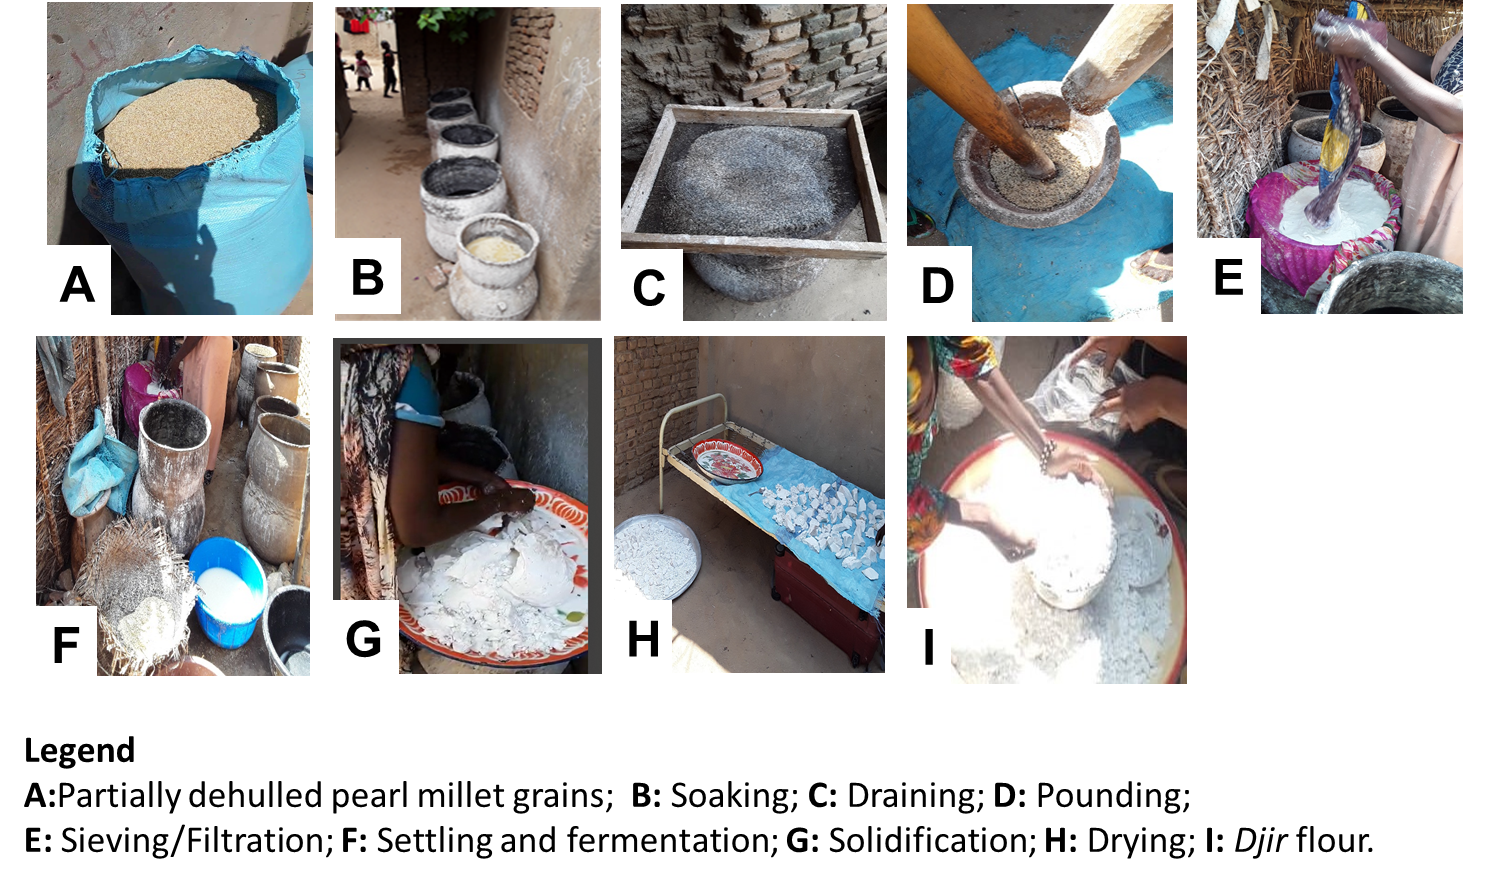 A
B
C
D
E
F
G
H
I
Legend
A:Partially dehulled pearl millet grains; B: Soaking; C: Draining; D: Pounding;
E: Sieving/Filtration; F: Settling and fermentation; G: Solidification; H: Drying; I: Djir flour.